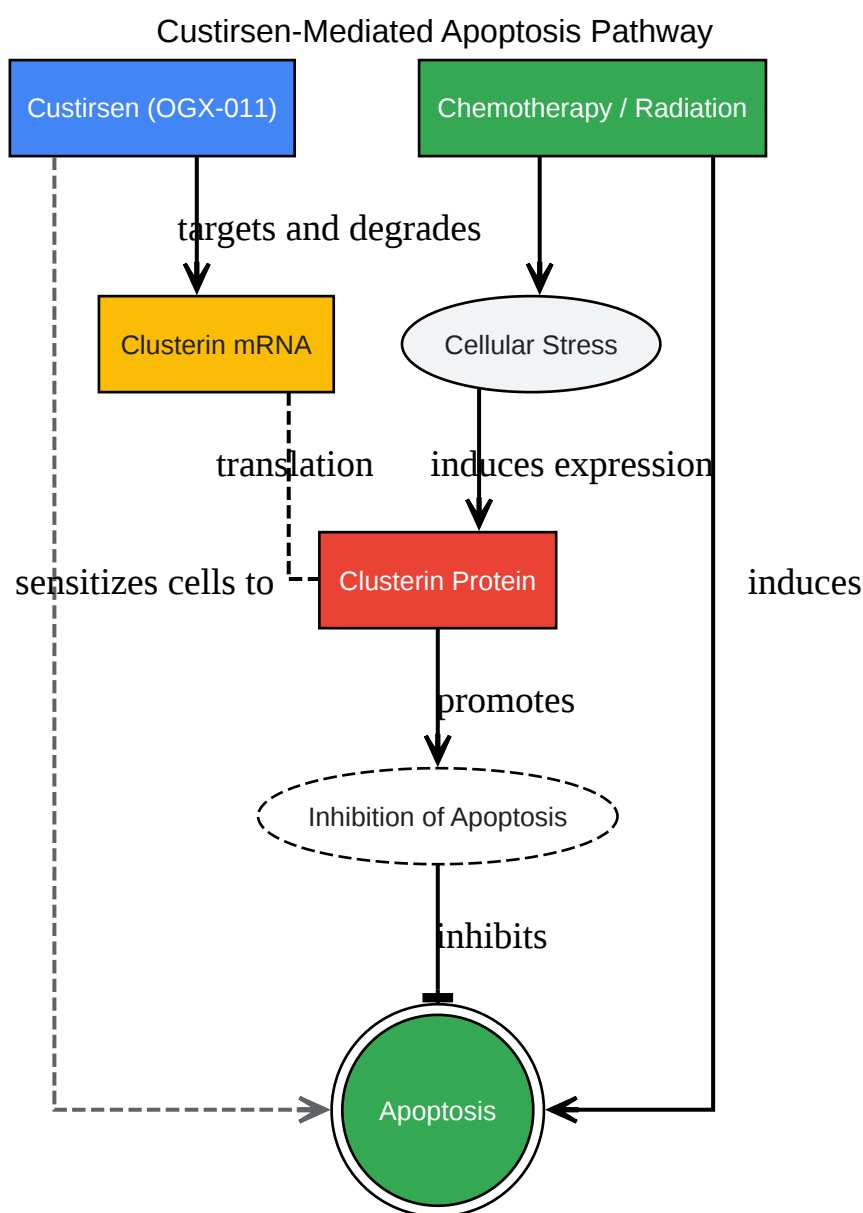 Custirsen-Mediated Apoptosis Pathway
Custirsen (OGX-011)
Chemotherapy / Radiation
targets and degrades
Clusterin mRNA
Cellular Stress
translation
induces expression
sensitizes cells to
Clusterin Protein
induces
promotes
Inhibition of Apoptosis
inhibits
Apoptosis